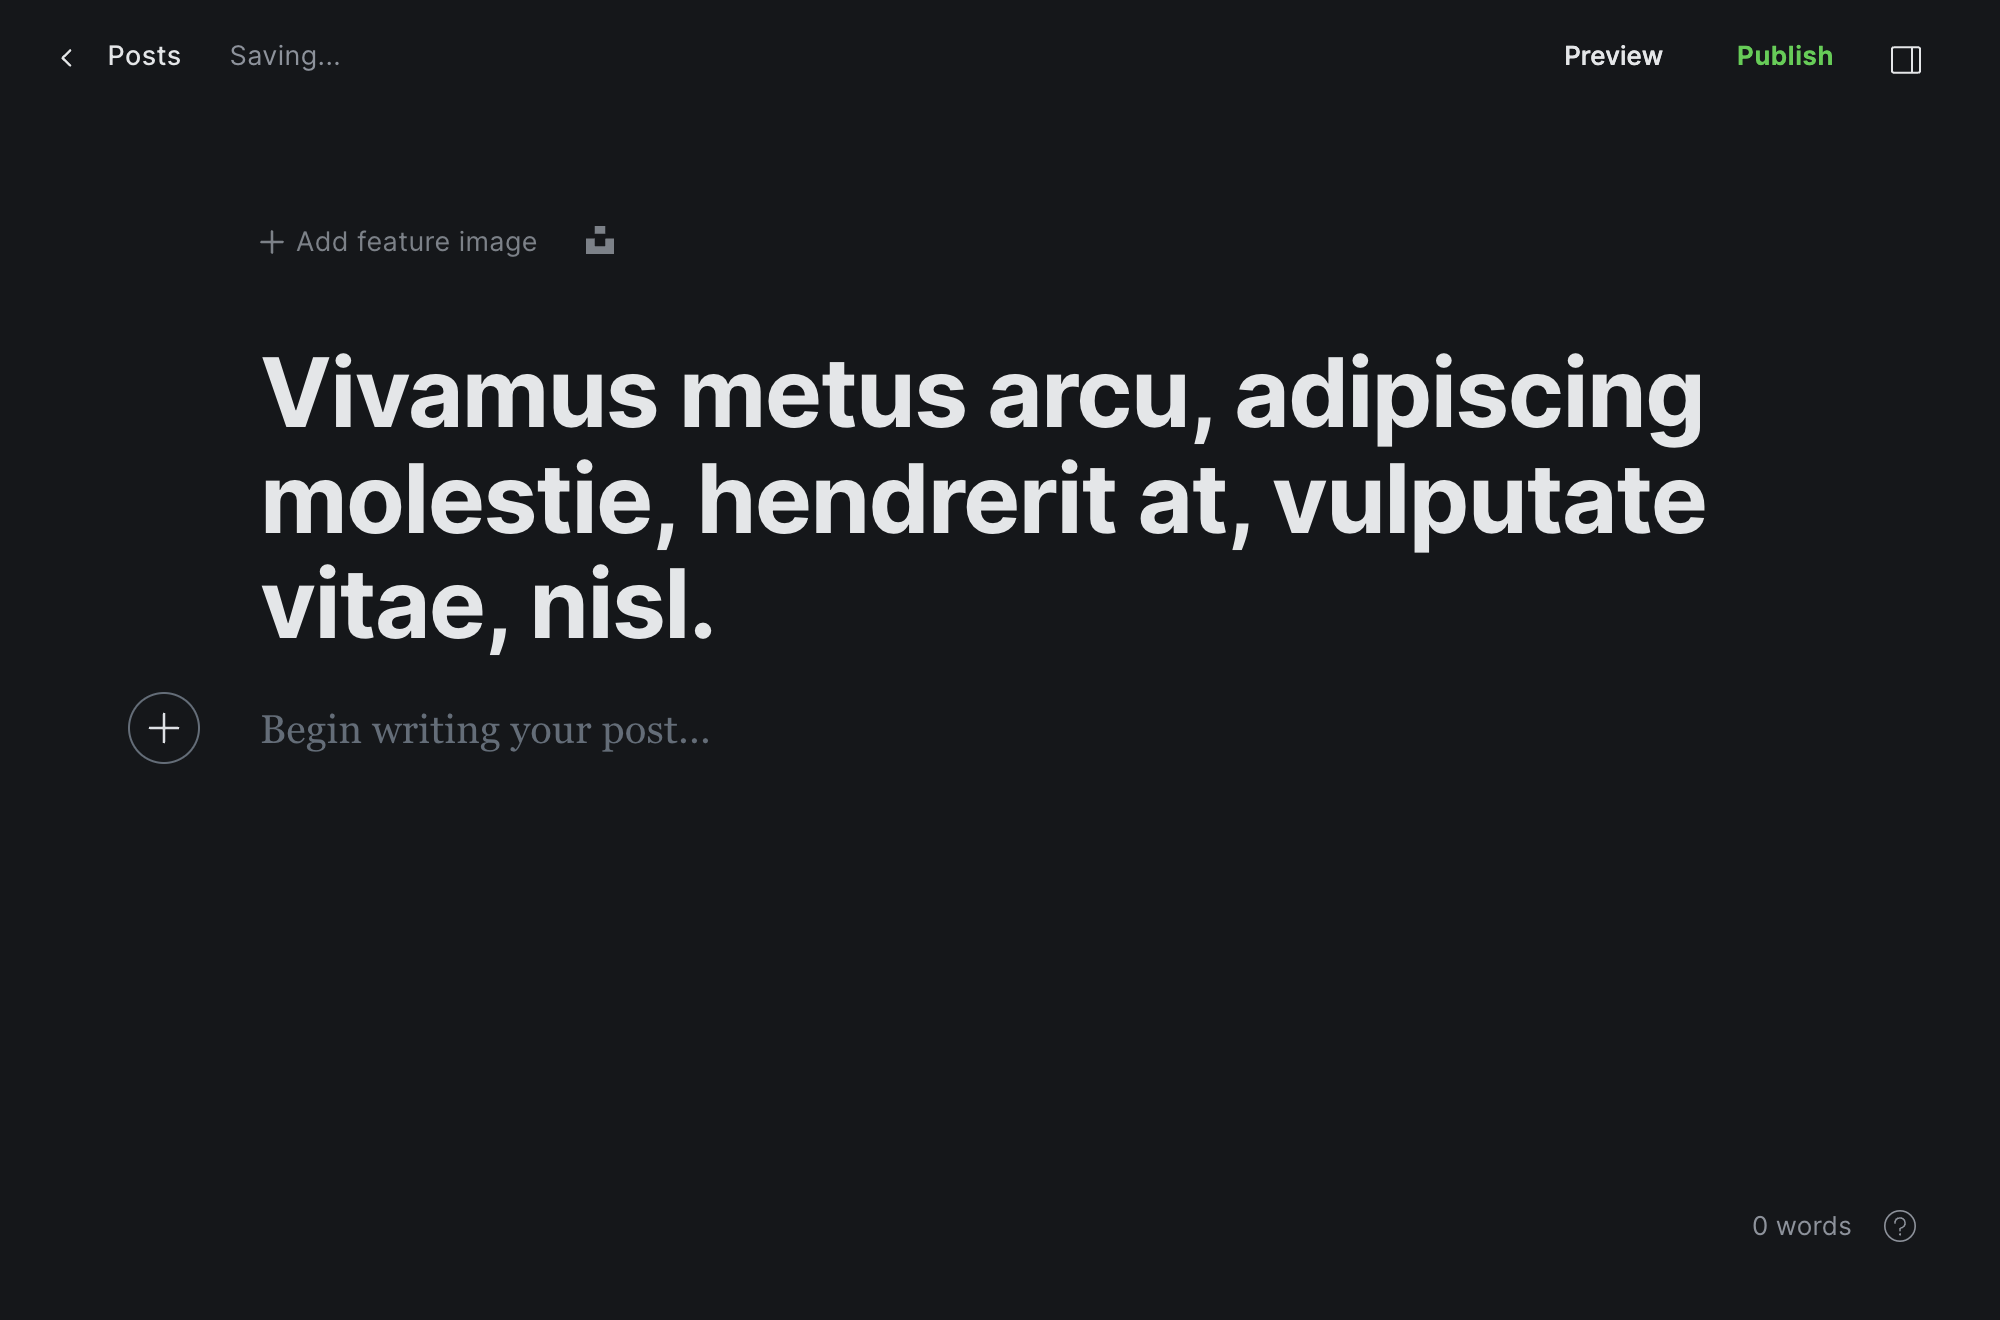 Posts
Saving...
Preview
Publish
Add feature image
Vivamus metus arcu, adipiscing
molestie, hendrerit at, vulputate
vitae, nisl.
Begin writing your post...
0 words
?